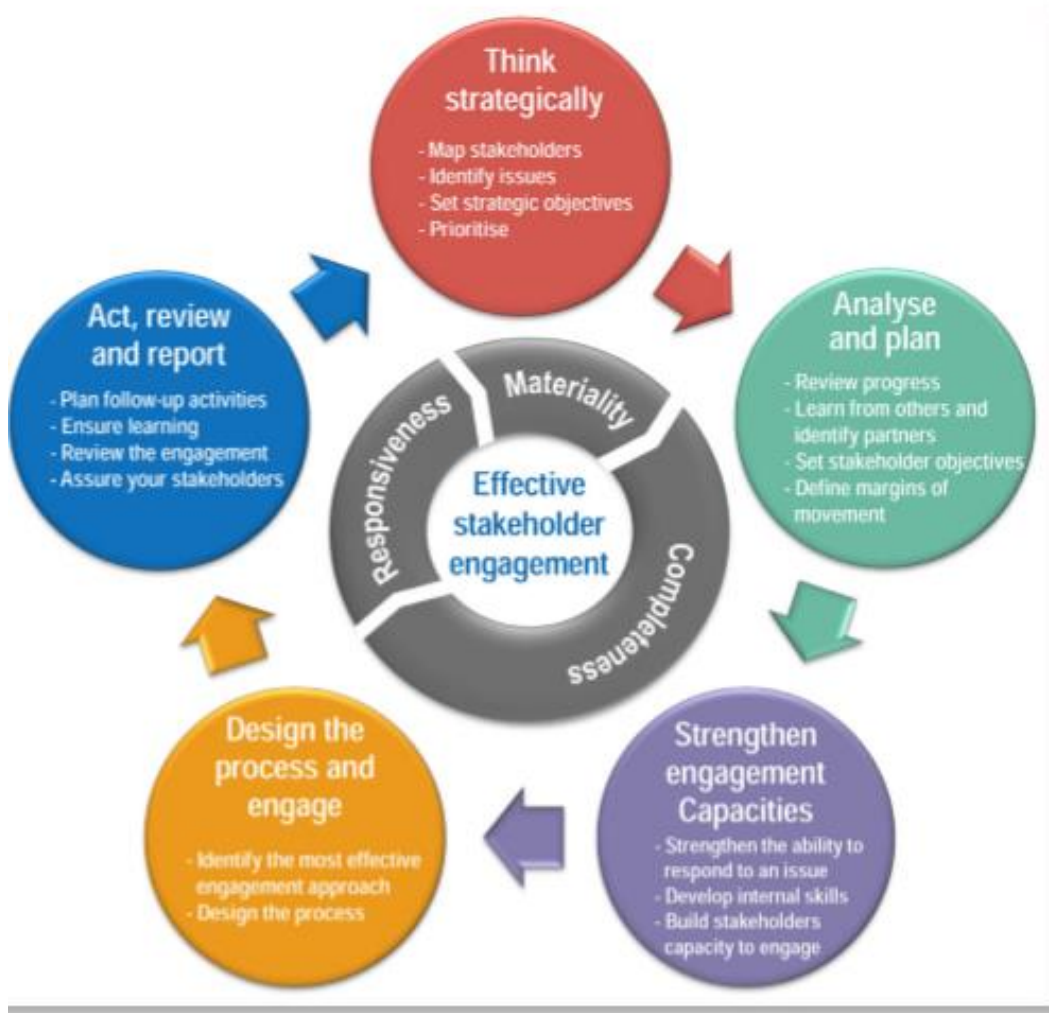 Think
strategically
- Map stakeholders
- Identify issues
- Set strategic objectives
- Prioritise
Analyse
and plan
- Review progress
- Learn from others and
identify partners
- Set stakeholder objectives
- Define margins of
movement
Strengthen
engagement
Capacities
- Strengthen the ability to
respond to an issue
- Develop internal skills
- Build stakeholders
capacity to engage
Design the
process and
engage
- Identify the most effective
engagement approach
- Design the process
Act, review
and report
- Plan follow-up activities
- Ensure learning
- Review the engagement
- Assure your stakeholders
Materiality
Completeness
Responsiveness
Effective
stakeholder
engagement